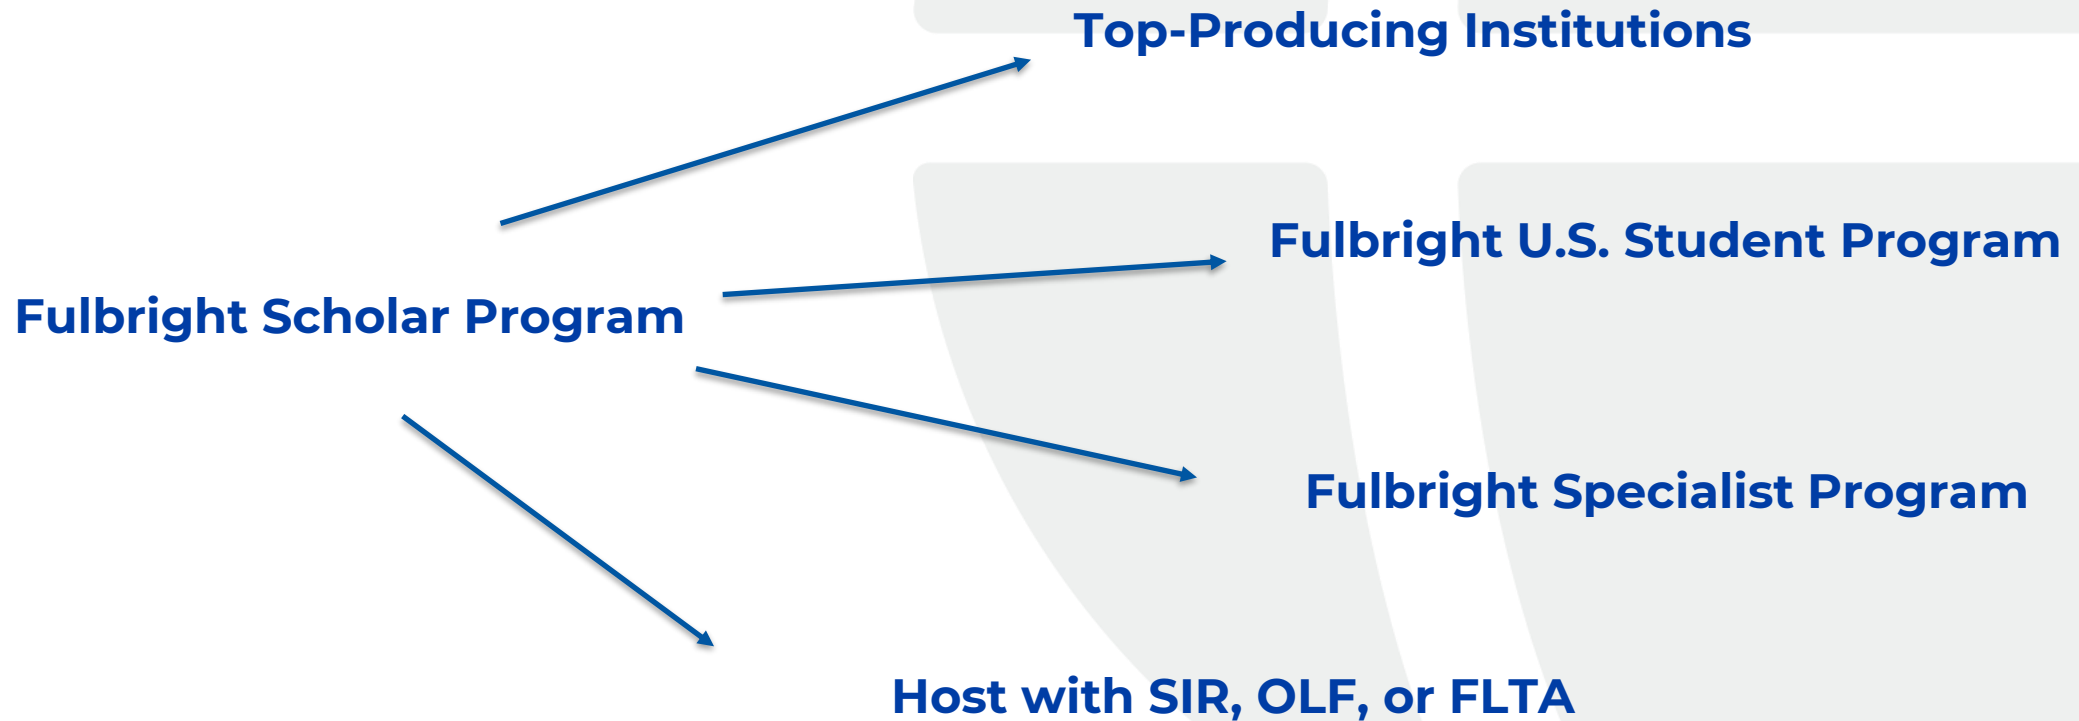 Top-Producing Institutions
Fulbright U.S. Student Program
Fulbright Scholar Program
Fulbright Specialist Program
Host with SIR, OLF, or FLTA